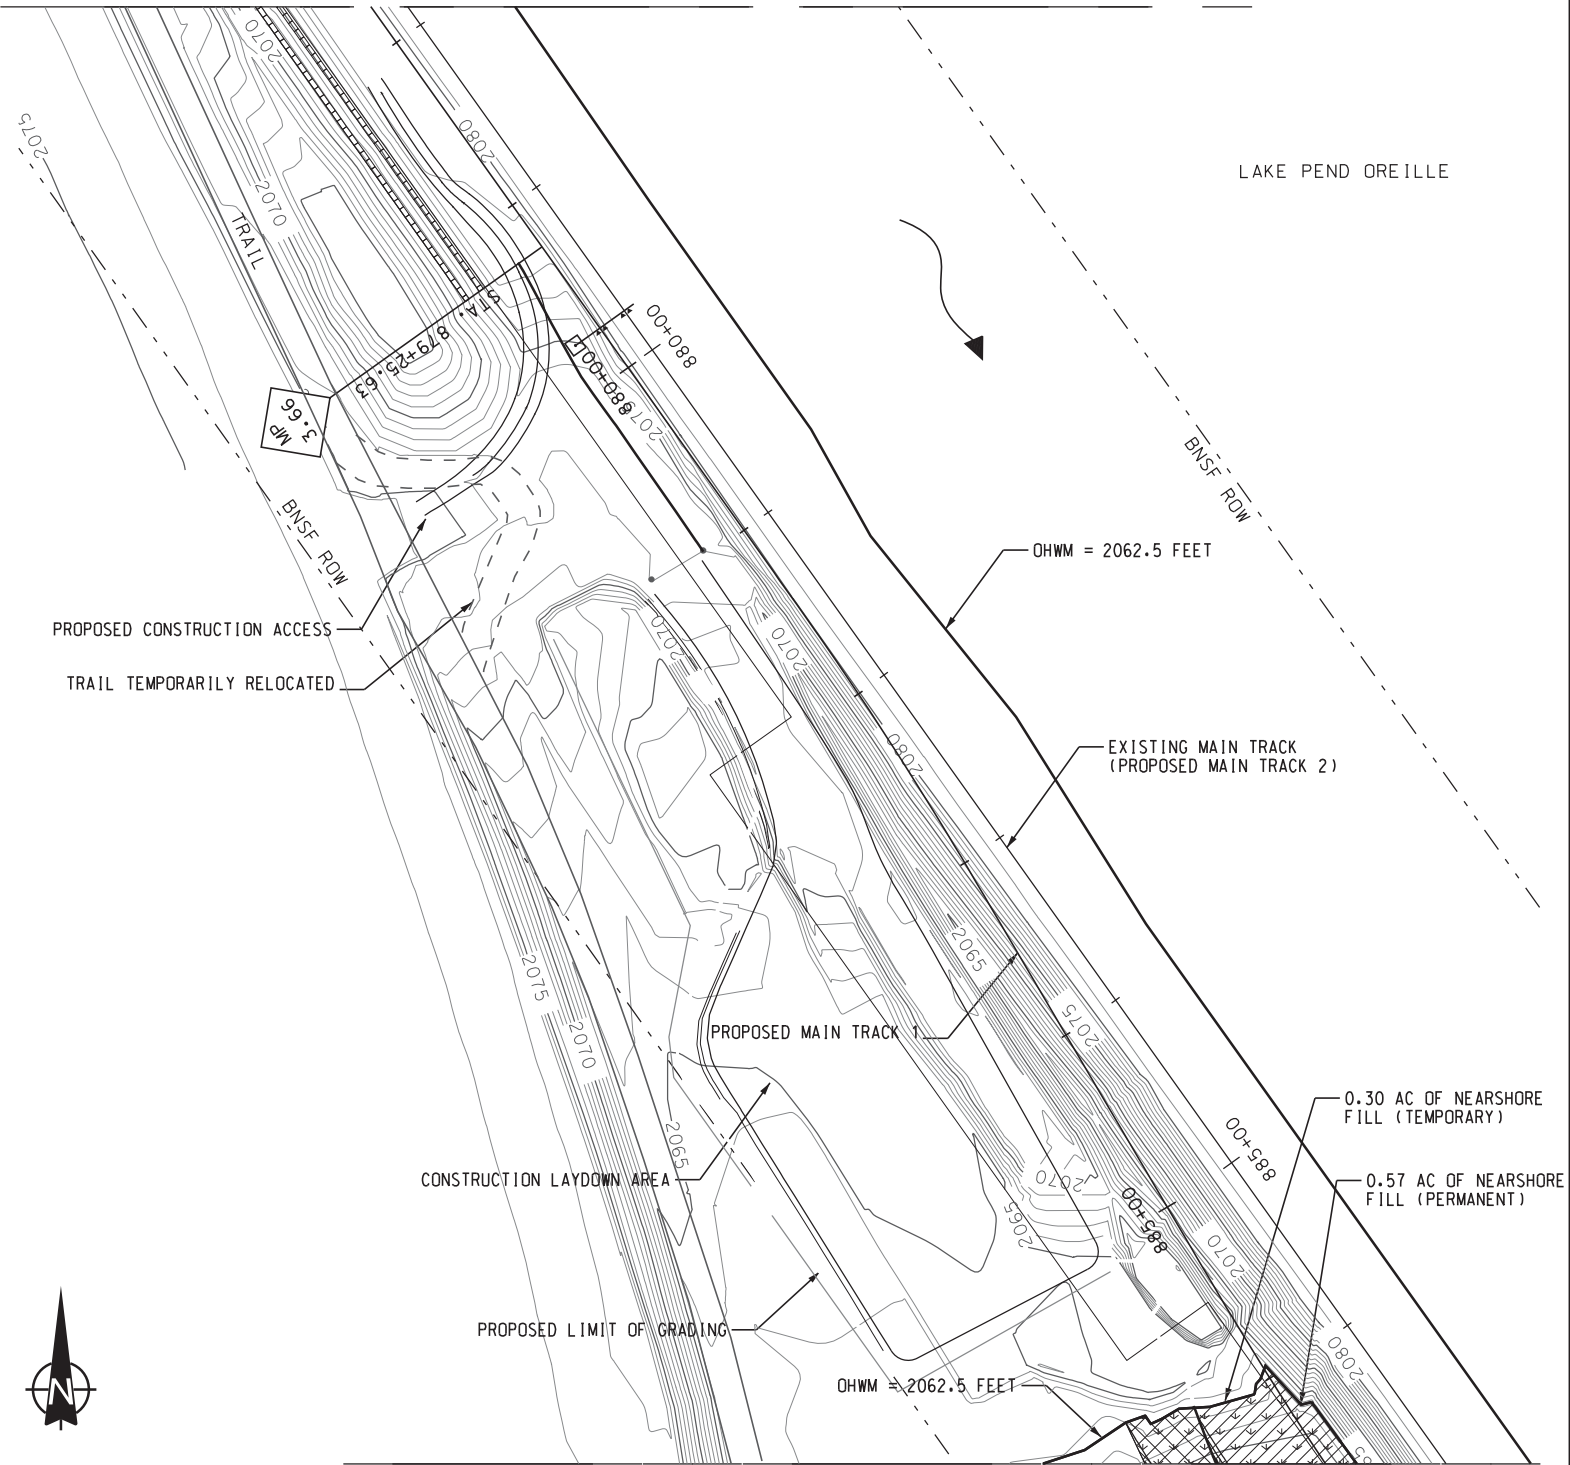 2070
2075
2080
LAKE PEND OREILLE
2070
TRAIL
STA. 879+25.63
880+00
880+00
2079
MP
3.66
BNSF ROW
BNSF ROW
OHWM = 2062.5 FEET
PROPOSED CONSTRUCTION ACCESS
2070
2070
TRAIL TEMPORARILY RELOCATED
2080
EXISTING MAIN TRACK
(PROPOSED MAIN TRACK 2)
2065
2075
2075
2070
PROPOSED MAIN TRACK 1
0.30 AC OF NEARSHORE
FILL (TEMPORARY)
2065
885+00
CONSTRUCTION LAYDOWN AREA
2070
0.57 AC OF NEARSHORE
FILL (PERMANENT)
2065
885+00
2070
PROPOSED LIMIT OF GRADING
2080
OHWM = 2062.5 FEET
N